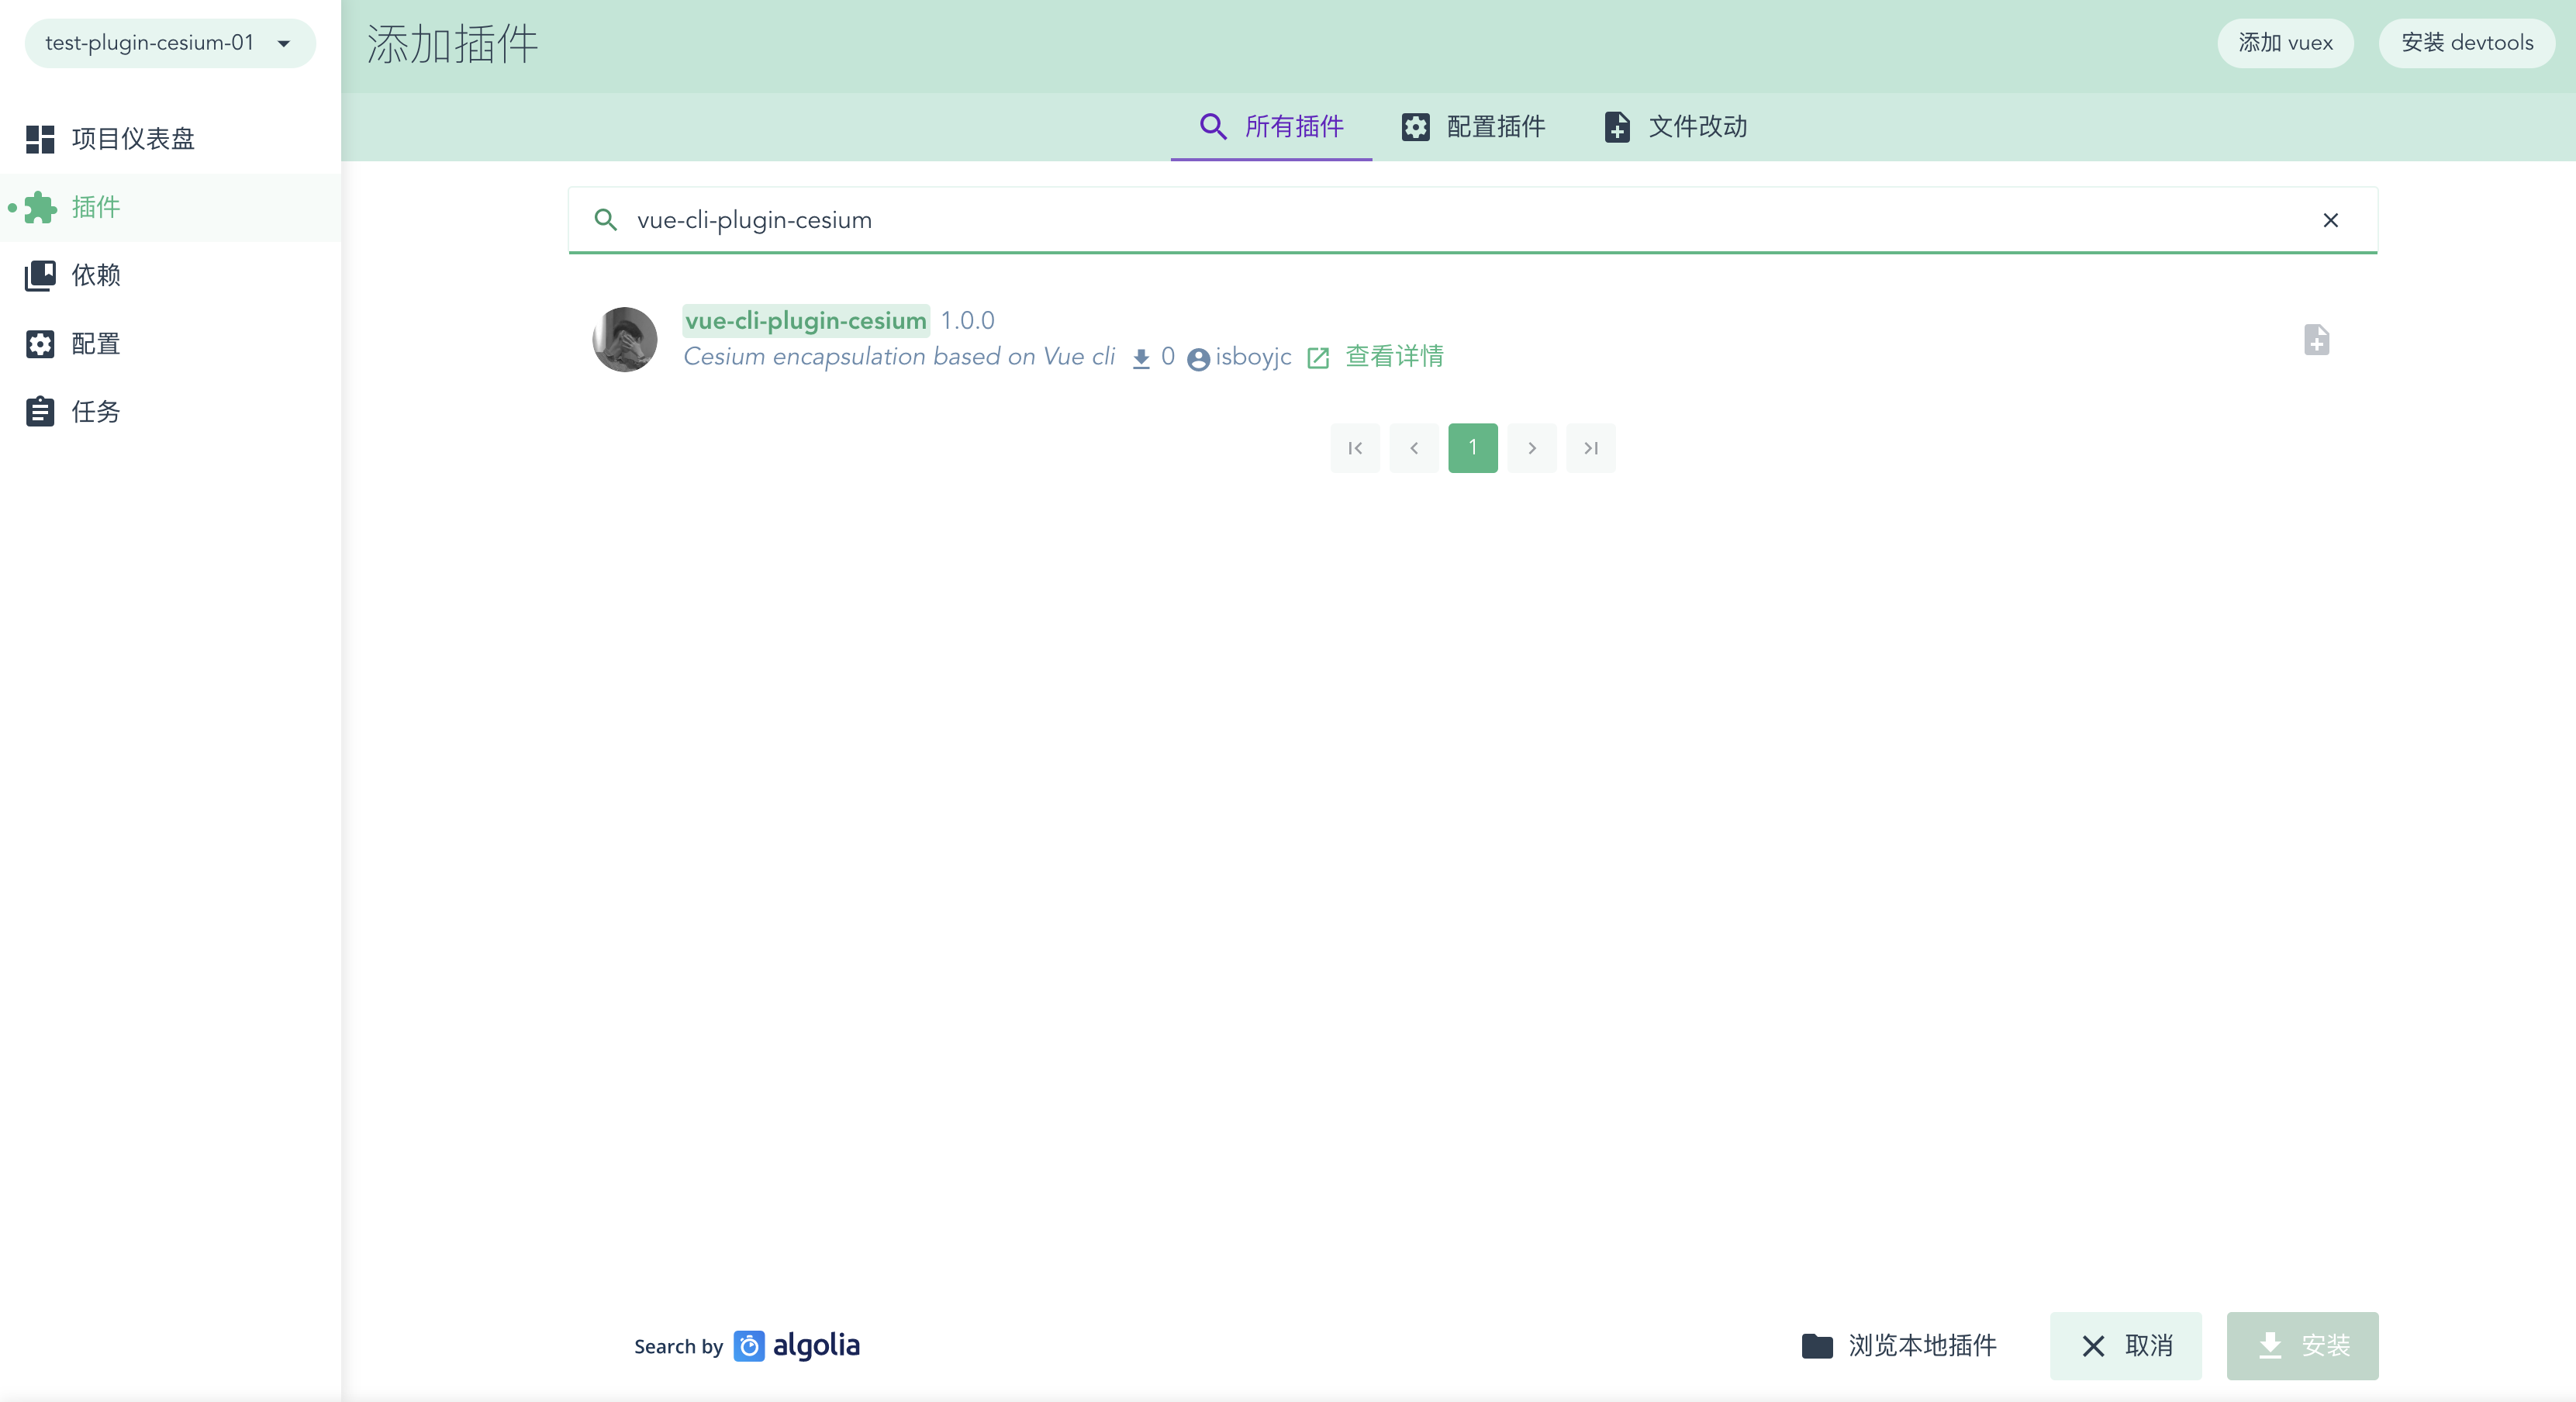 test-plugin-cesium-01
添加插件
添加 vuex
安装 devtools
项目仪表盘
插件
依赖
配置
任务
所有插件
配置插件
文件改动
vue-cli-plugin-cesium
vue-cli-plugin-cesium 1.0.0
Cesium encapsulation based on Vue cli 0 isboyjc 查看详情
1
Search by algolia
浏览本地插件
取消
安装